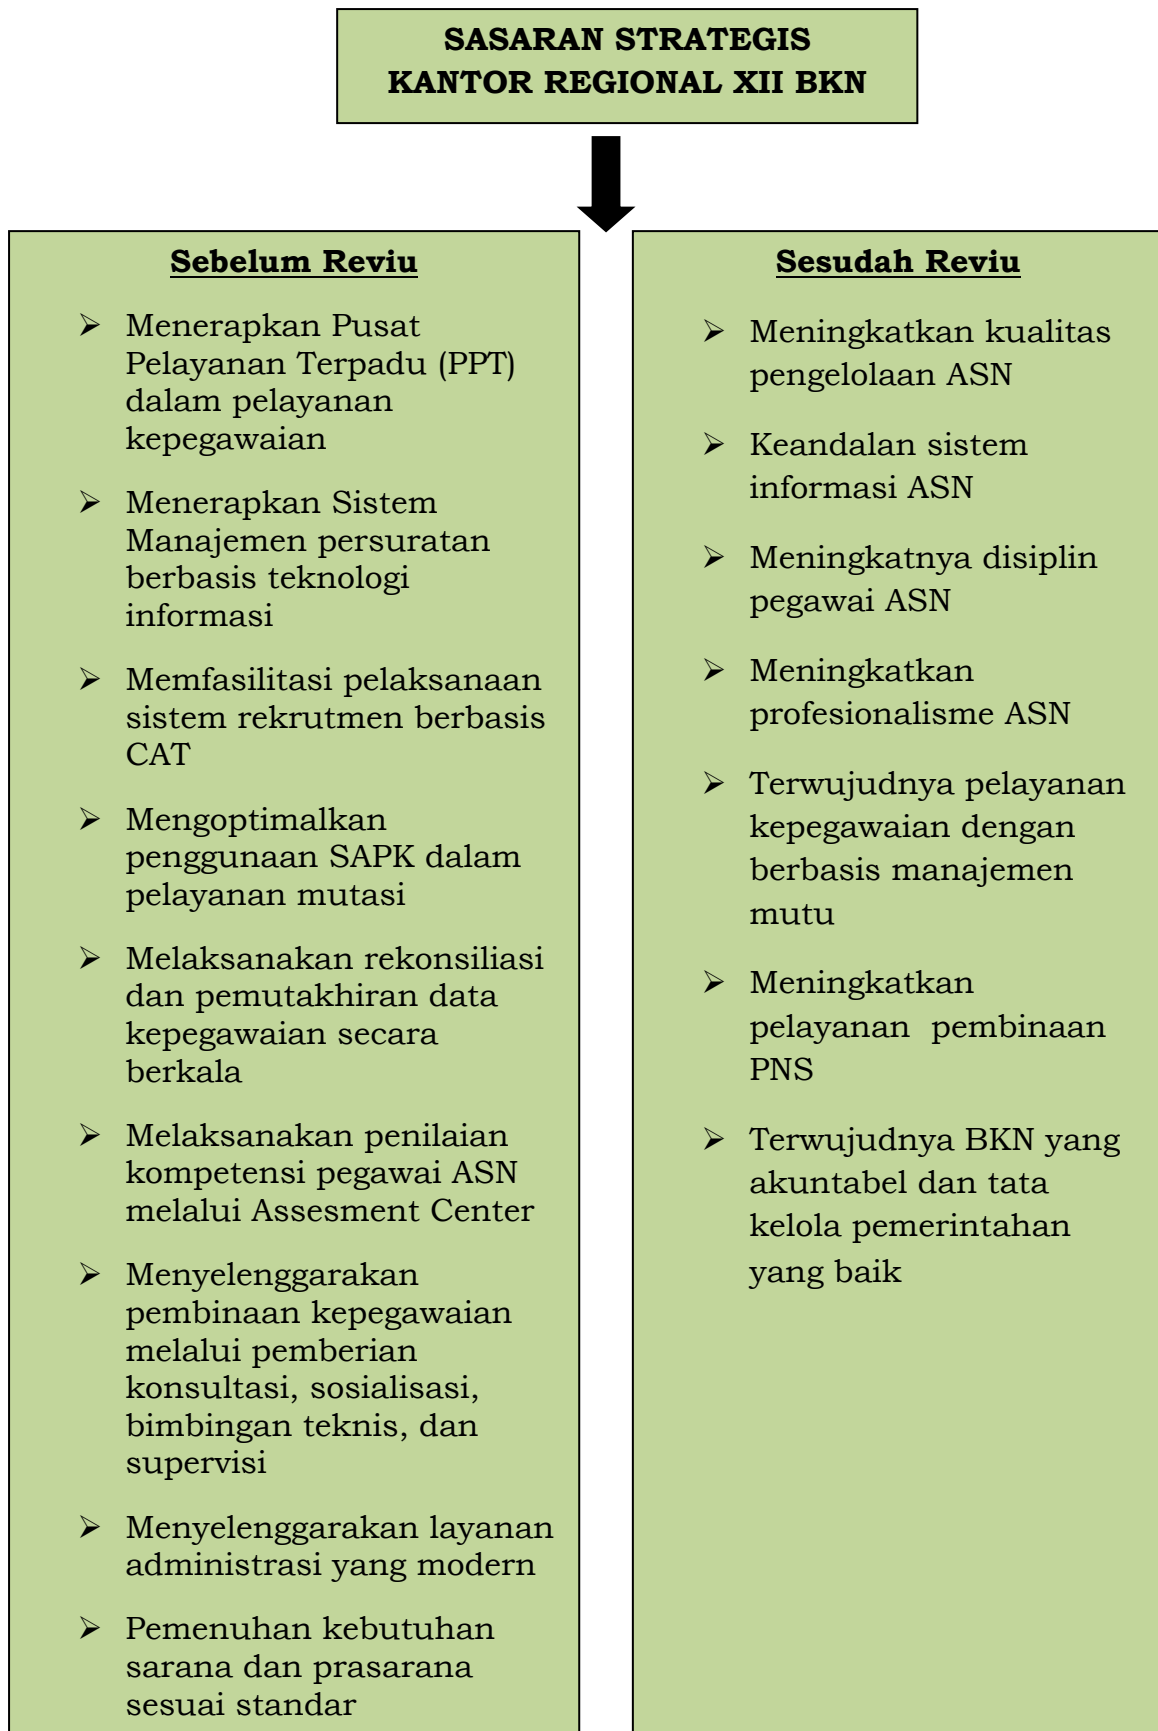 SASARAN STRATEGIS
KANTOR REGIONAL XII BKN
Sebelum Reviu
➢ Menerapkan Pusat
Pelayanan Terpadu (PPT)
dalam pelayanan
kepegawaian
➢ Menerapkan Sistem
Manajemen persuratan
berbasis teknologi
informasi
➢ Memfasilitasi pelaksanaan
sistem rekrutmen berbasis
CAT
➢ Mengoptimalkan
penggunaan SAPK dalam
pelayanan mutasi
➢ Melaksanakan rekonsiliasi
dan pemutakhiran data
kepegawaian secara
berkala
➢ Melaksanakan penilaian
kompetensi pegawai ASN
melalui Assesment Center
➢ Menyelenggarakan
pembinaan kepegawaian
melalui pemberian
konsultasi, sosialisasi,
bimbingan teknis, dan
supervisi
➢ Menyelenggarakan layanan
administrasi yang modern
➢ Pemenuhan kebutuhan
sarana dan prasarana
sesuai standar
Sesudah Reviu
➢ Meningkatkan kualitas
pengelolaan ASN
➢ Keandalan sistem
informasi ASN
➢ Meningkatnya disiplin
pegawai ASN
➢ Meningkatkan
profesionalisme ASN
➢ Terwujudnya pelayanan
kepegawaian dengan
berbasis manajemen
mutu
➢ Meningkatkan
pelayanan pembinaan
PNS
➢ Terwujudnya BKN yang
akuntabel dan tata
kelola pemerintahan
yang baik